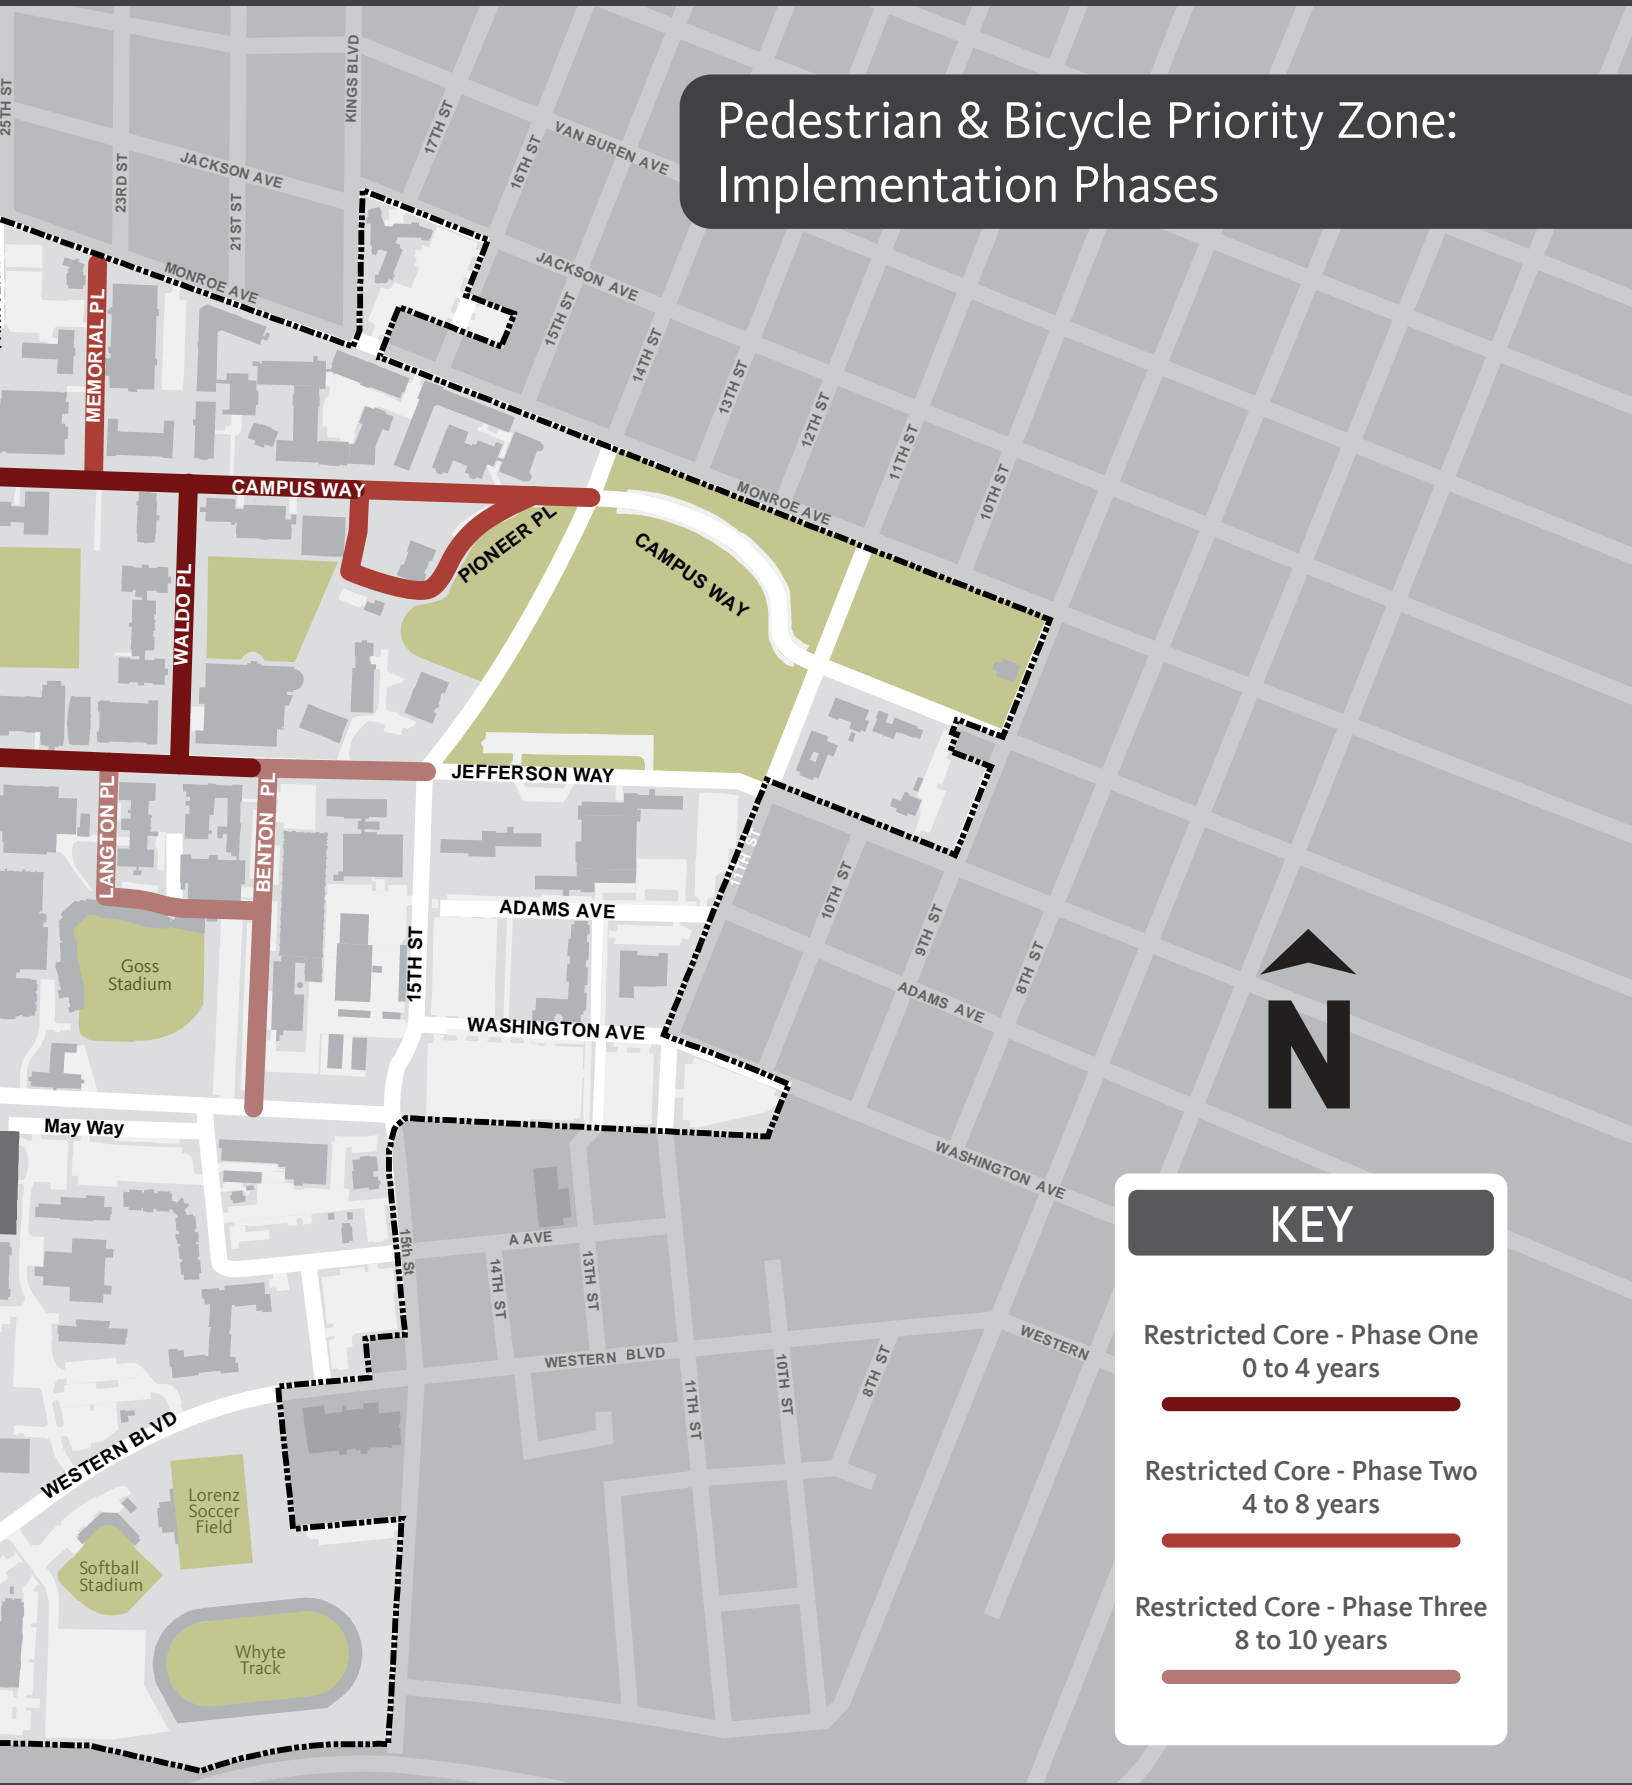 Pedestrian & Bicycle Priority Zone:
Implementation Phases
25TH ST
23RD ST
21ST ST
KINGS BLVD
17TH ST
16TH ST
VAN BUREN AVE
JACKSON AVE
MONROE AVE
JACKSON AVE
15TH ST
14TH ST
13TH ST
12TH ST
11TH ST
10TH ST
MONROE AVE
MEMORIAL PL
CAMPUS WAY
PIONEER PL
CAMPUS WAY
WALDO PL
JEFFERSON WAY
LANGTON PL
BENTON PL
11TH ST
10TH ST
9TH ST
8TH ST
ADAMS AVE
ADAMS AVE
15TH ST
Goss
Stadium
WASHINGTON AVE
N
May Way
WASHINGTON AVE
15th St
A AVE
14TH ST
13TH ST
WESTERN BLVD
WESTERN
11TH ST
10TH ST
8TH ST
WESTERN BLVD
Lorenz
Soccer
Field
Softball
Stadium
Whyte
Track
KEY
Restricted Core - Phase One
0 to 4 years
Restricted Core - Phase Two
4 to 8 years
Restricted Core - Phase Three
8 to 10 years